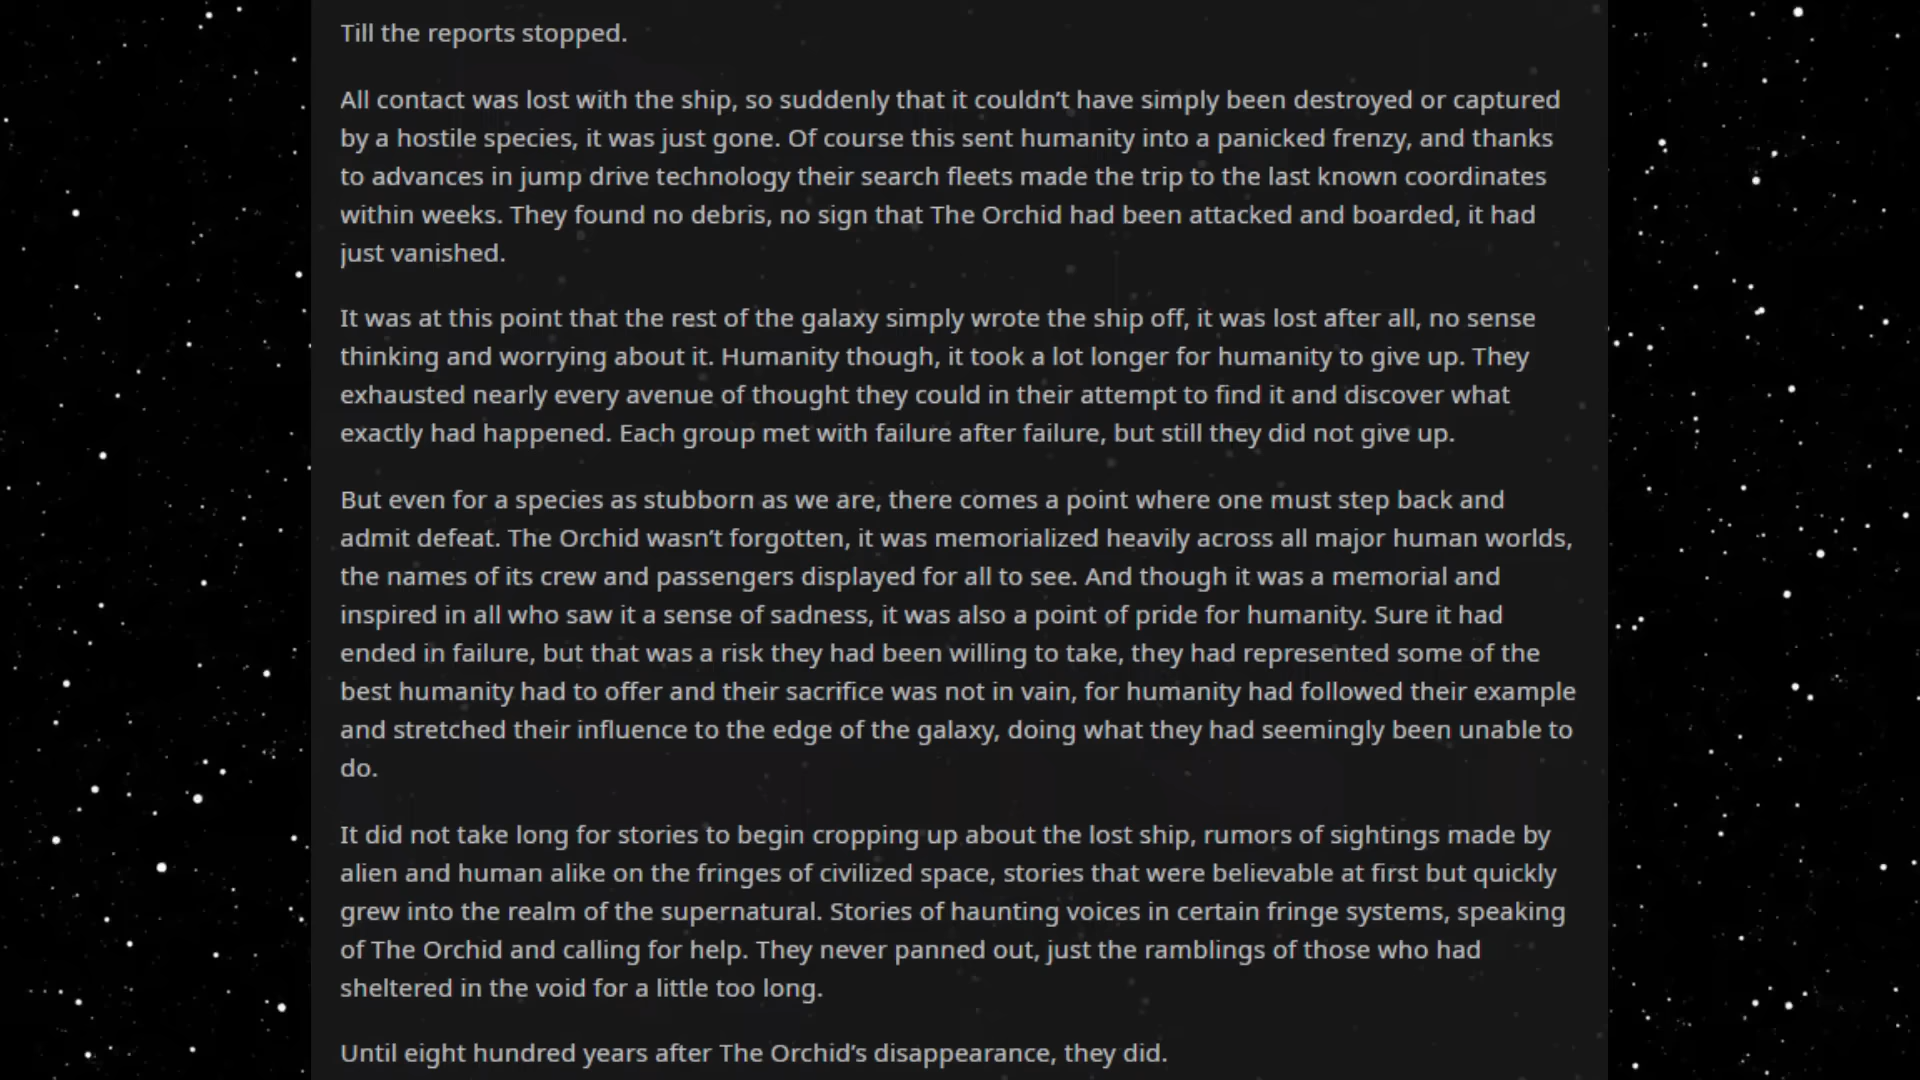 Till the reports stopped.
All contact was lost with the ship, so suddenly that it couldn’t have simply been destroyed or captured
by a hostile species, it was just gone. Of course this sent humanity into a panicked frenzy, and thanks
to advances in jump drive technology their search fleets made the trip to the last known coordinates
within weeks. They found no debris, no sign that The Orchid had been attacked and boarded, it had
just vanished.
It was at this point that the rest of the galaxy simply wrote the ship off, it was lost after all, no sense
thinking and worrying about it. Humanity though, it took a lot longer for humanity to give up. They
exhausted nearly every avenue of thought they could in their attempt to find it and discover what
exactly had happened. Each group met with failure after failure, but still they did not give up.
But even for a species as stubborn as we are, there comes a point where one must step back and
admit defeat. The Orchid wasn’t forgotten, it was memorialized heavily across all major human worlds,
the names of its crew and passengers displayed for all to see. And though it was a memorial and
inspired in all who saw it a sense of sadness, it was also a point of pride for humanity. Sure it had
ended in failure, but that was a risk they had been willing to take, they had represented some of the
best humanity had to offer and their sacrifice was not in vain, for humanity had followed their example
and stretched their influence to the edge of the galaxy, doing what they had seemingly been unable to
do.
It did not take long for stories to begin cropping up about the lost ship, rumors of sightings made by
alien and human alike on the fringes of civilized space, stories that were believable at first but quickly
grew into the realm of the supernatural. Stories of haunting voices in certain fringe systems, speaking
of The Orchid and calling for help. They never panned out, just the ramblings of those who had
sheltered in the void for a little too long.
Until eight hundred years after The Orchid’s disappearance, they did.